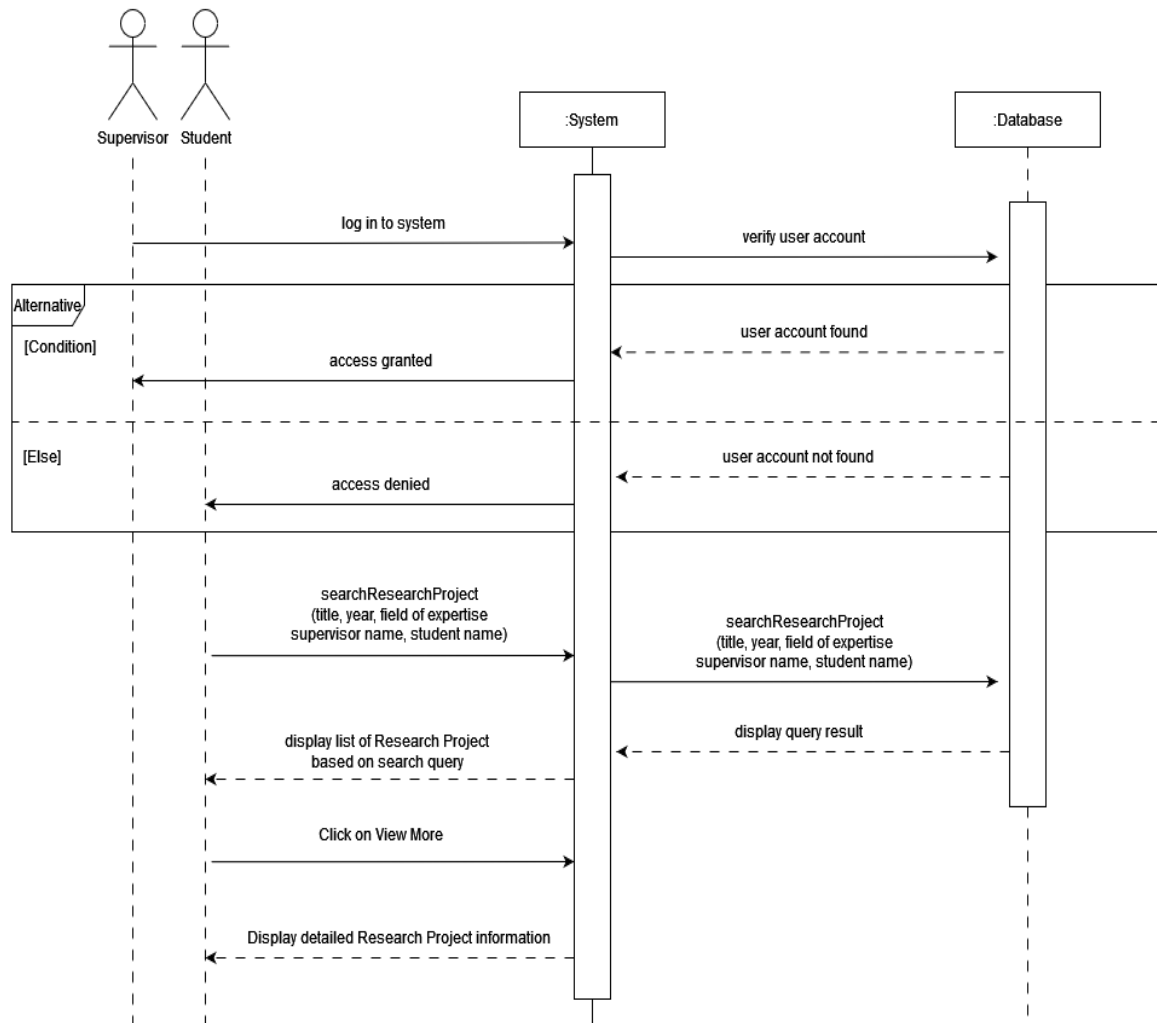 Supervisor
Student
:System
:Database
log in to system
verify user account
Alternative
[Condition]
user account found
access granted
[Else]
user account not found
access denied
searchResearchProject
(title, year, field of expertise
supervisor name, student name)
searchResearchProject
(title, year, field of expertise
supervisor name, student name)
display query result
display list of Research Project
based on search query
Click on View More
Display detailed Research Project information